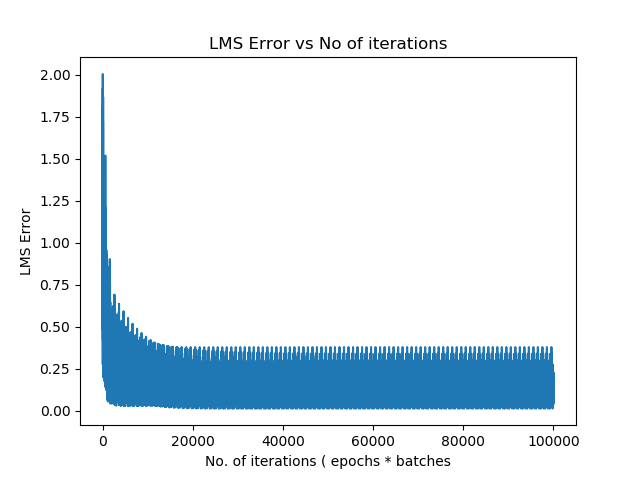 LMS Error vs No of iterations
2.00
1.75
1.50
1.25
1.00
0.75
0.50
0.25
0.00
LMS Error
0 20000 40000 60000 80000 100000
No. of iterations ( epochs * batches